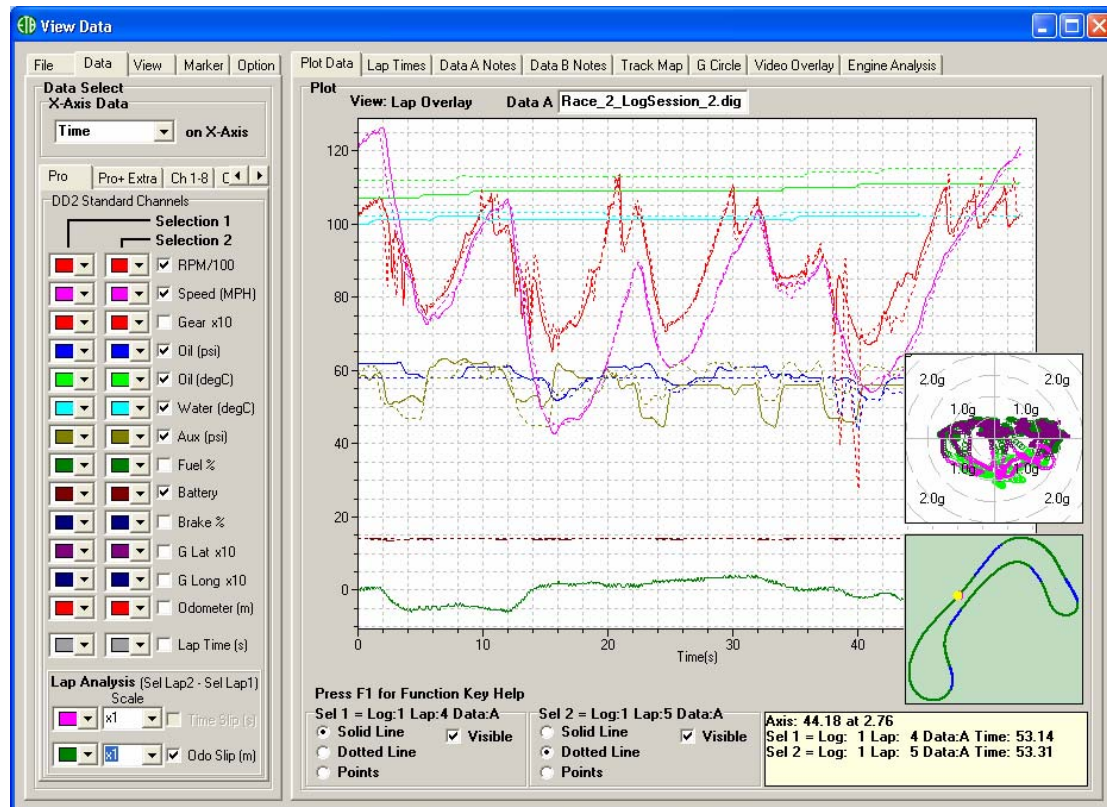 ETB View Data
File Data View Marker Option
Data Select
X-Axis Data
Time on X-Axis
Pro Pro+ Extra Ch 1-8
DD2 Standard Channels
Selection 1
Selection 2
RPM/100
Speed (MPH)
Gear x10
Oil (psi)
Oil (degC)
Water (degC)
Aux (psi)
Fuel %
Battery
Brake %
G Lat x10
G Long x10
Odometer (m)
Lap Time (s)
Lap Analysis (Sel Lap2 - Sel Lap1)
Scale
x1 Time Slip (s)
x1 Odo Slip (m)
Plot Data Lap Times Data A Notes Data B Notes Track Map G Circle Video Overlay Engine Analysis
Plot
View: Lap Overlay Data A Race_2_LogSession_2.dig
120
100
80
60
40
20
0
0 10 20 30 40
Time(s)
2.0g 2.0g
1.0g 1.0g
1.0g 1.0g
2.0g 2.0g
Press F1 for Function Key Help
Sel 1 = Log:1 Lap:4 Data:A
Solid Line Visible
Dotted Line
Points
Sel 2 = Log:1 Lap:5 Data:A
Solid Line Visible
Dotted Line
Points
Axis: 44.18 at 2.76
Sel 1 = Log: 1 Lap: 4 Data:A Time: 53.14
Sel 2 = Log: 1 Lap: 5 Data:A Time: 53.31